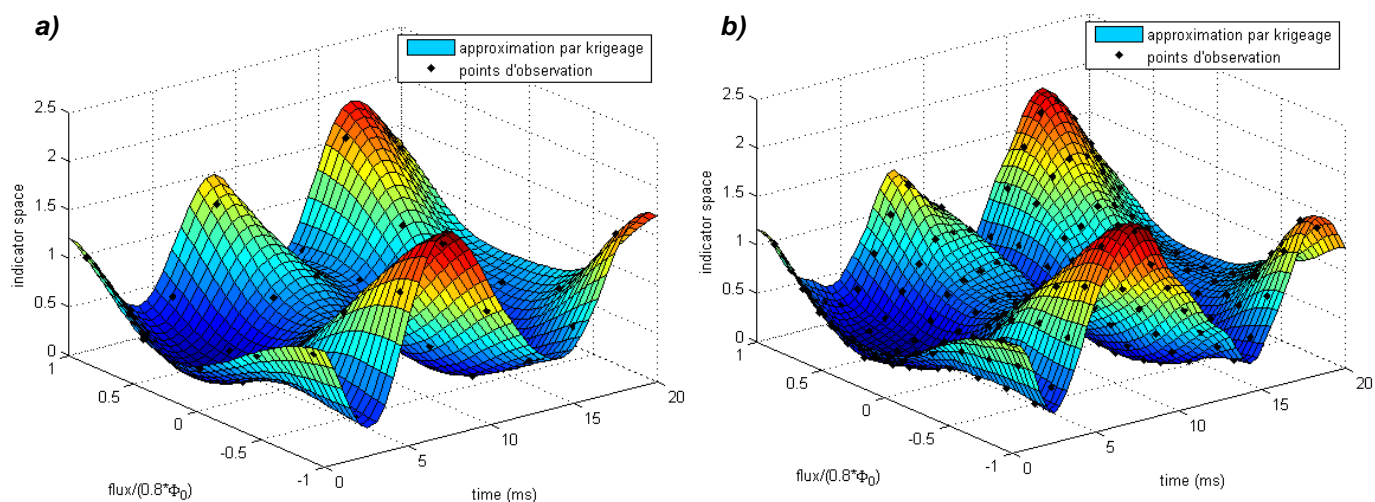 a)
approximation par krigeage
points d'observation
2.5
2
1.5
1
0.5
0
indicator space
1
0.5
0
-0.5
-1
flux/(0.8*Φ0)
0
5
10
15
20
time (ms)
b)
approximation par krigeage
points d'observation
2.5
2
1.5
1
0.5
0
indicator space
1
0.5
0
-0.5
-1
flux/(0.8*Φ0)
0
5
10
15
20
time (ms)